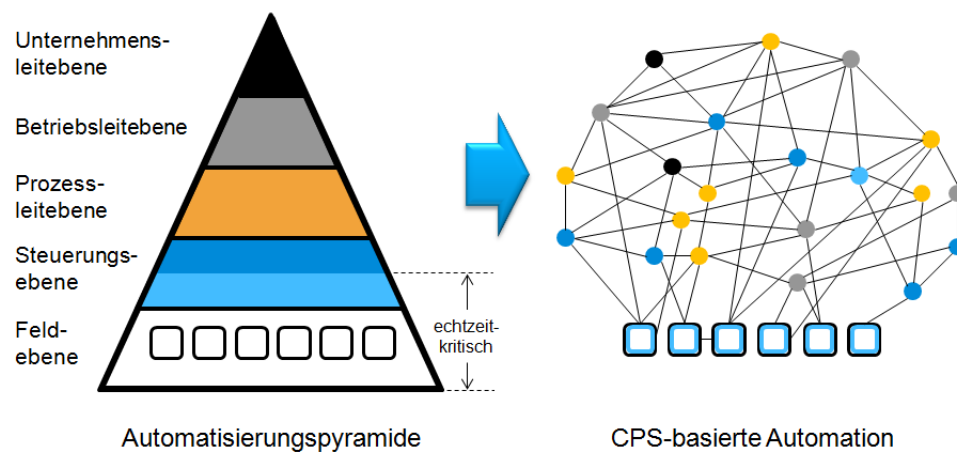 Unternehmens-
leitebene
Betriebsleitebene
Prozess-
leitebene
Steuerungs-
ebene
Feld-
ebene
echtzeit-
kritisch
Automatisierungspyramide
CPS-basierte Automation